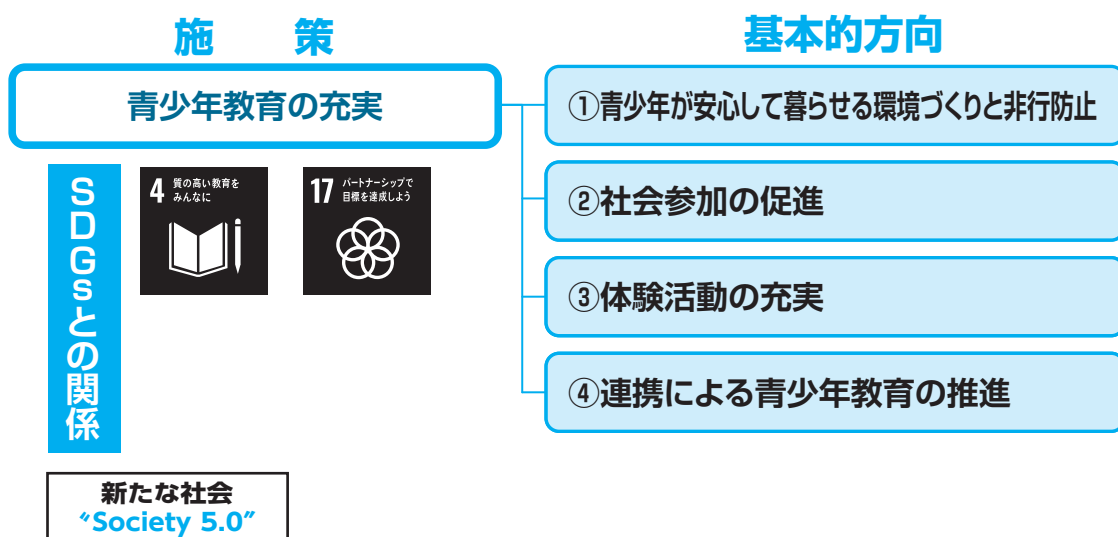 施 策
青少年教育の充実
SDGsとの関係
4 質の高い教育を
みんなに
17 パートナーシップで
目標を達成しよう
新たな社会
“Society 5.0”
基本的方向
①青少年が安心して暮らせる環境づくりと非行防止
②社会参加の促進
③体験活動の充実
④連携による青少年教育の推進